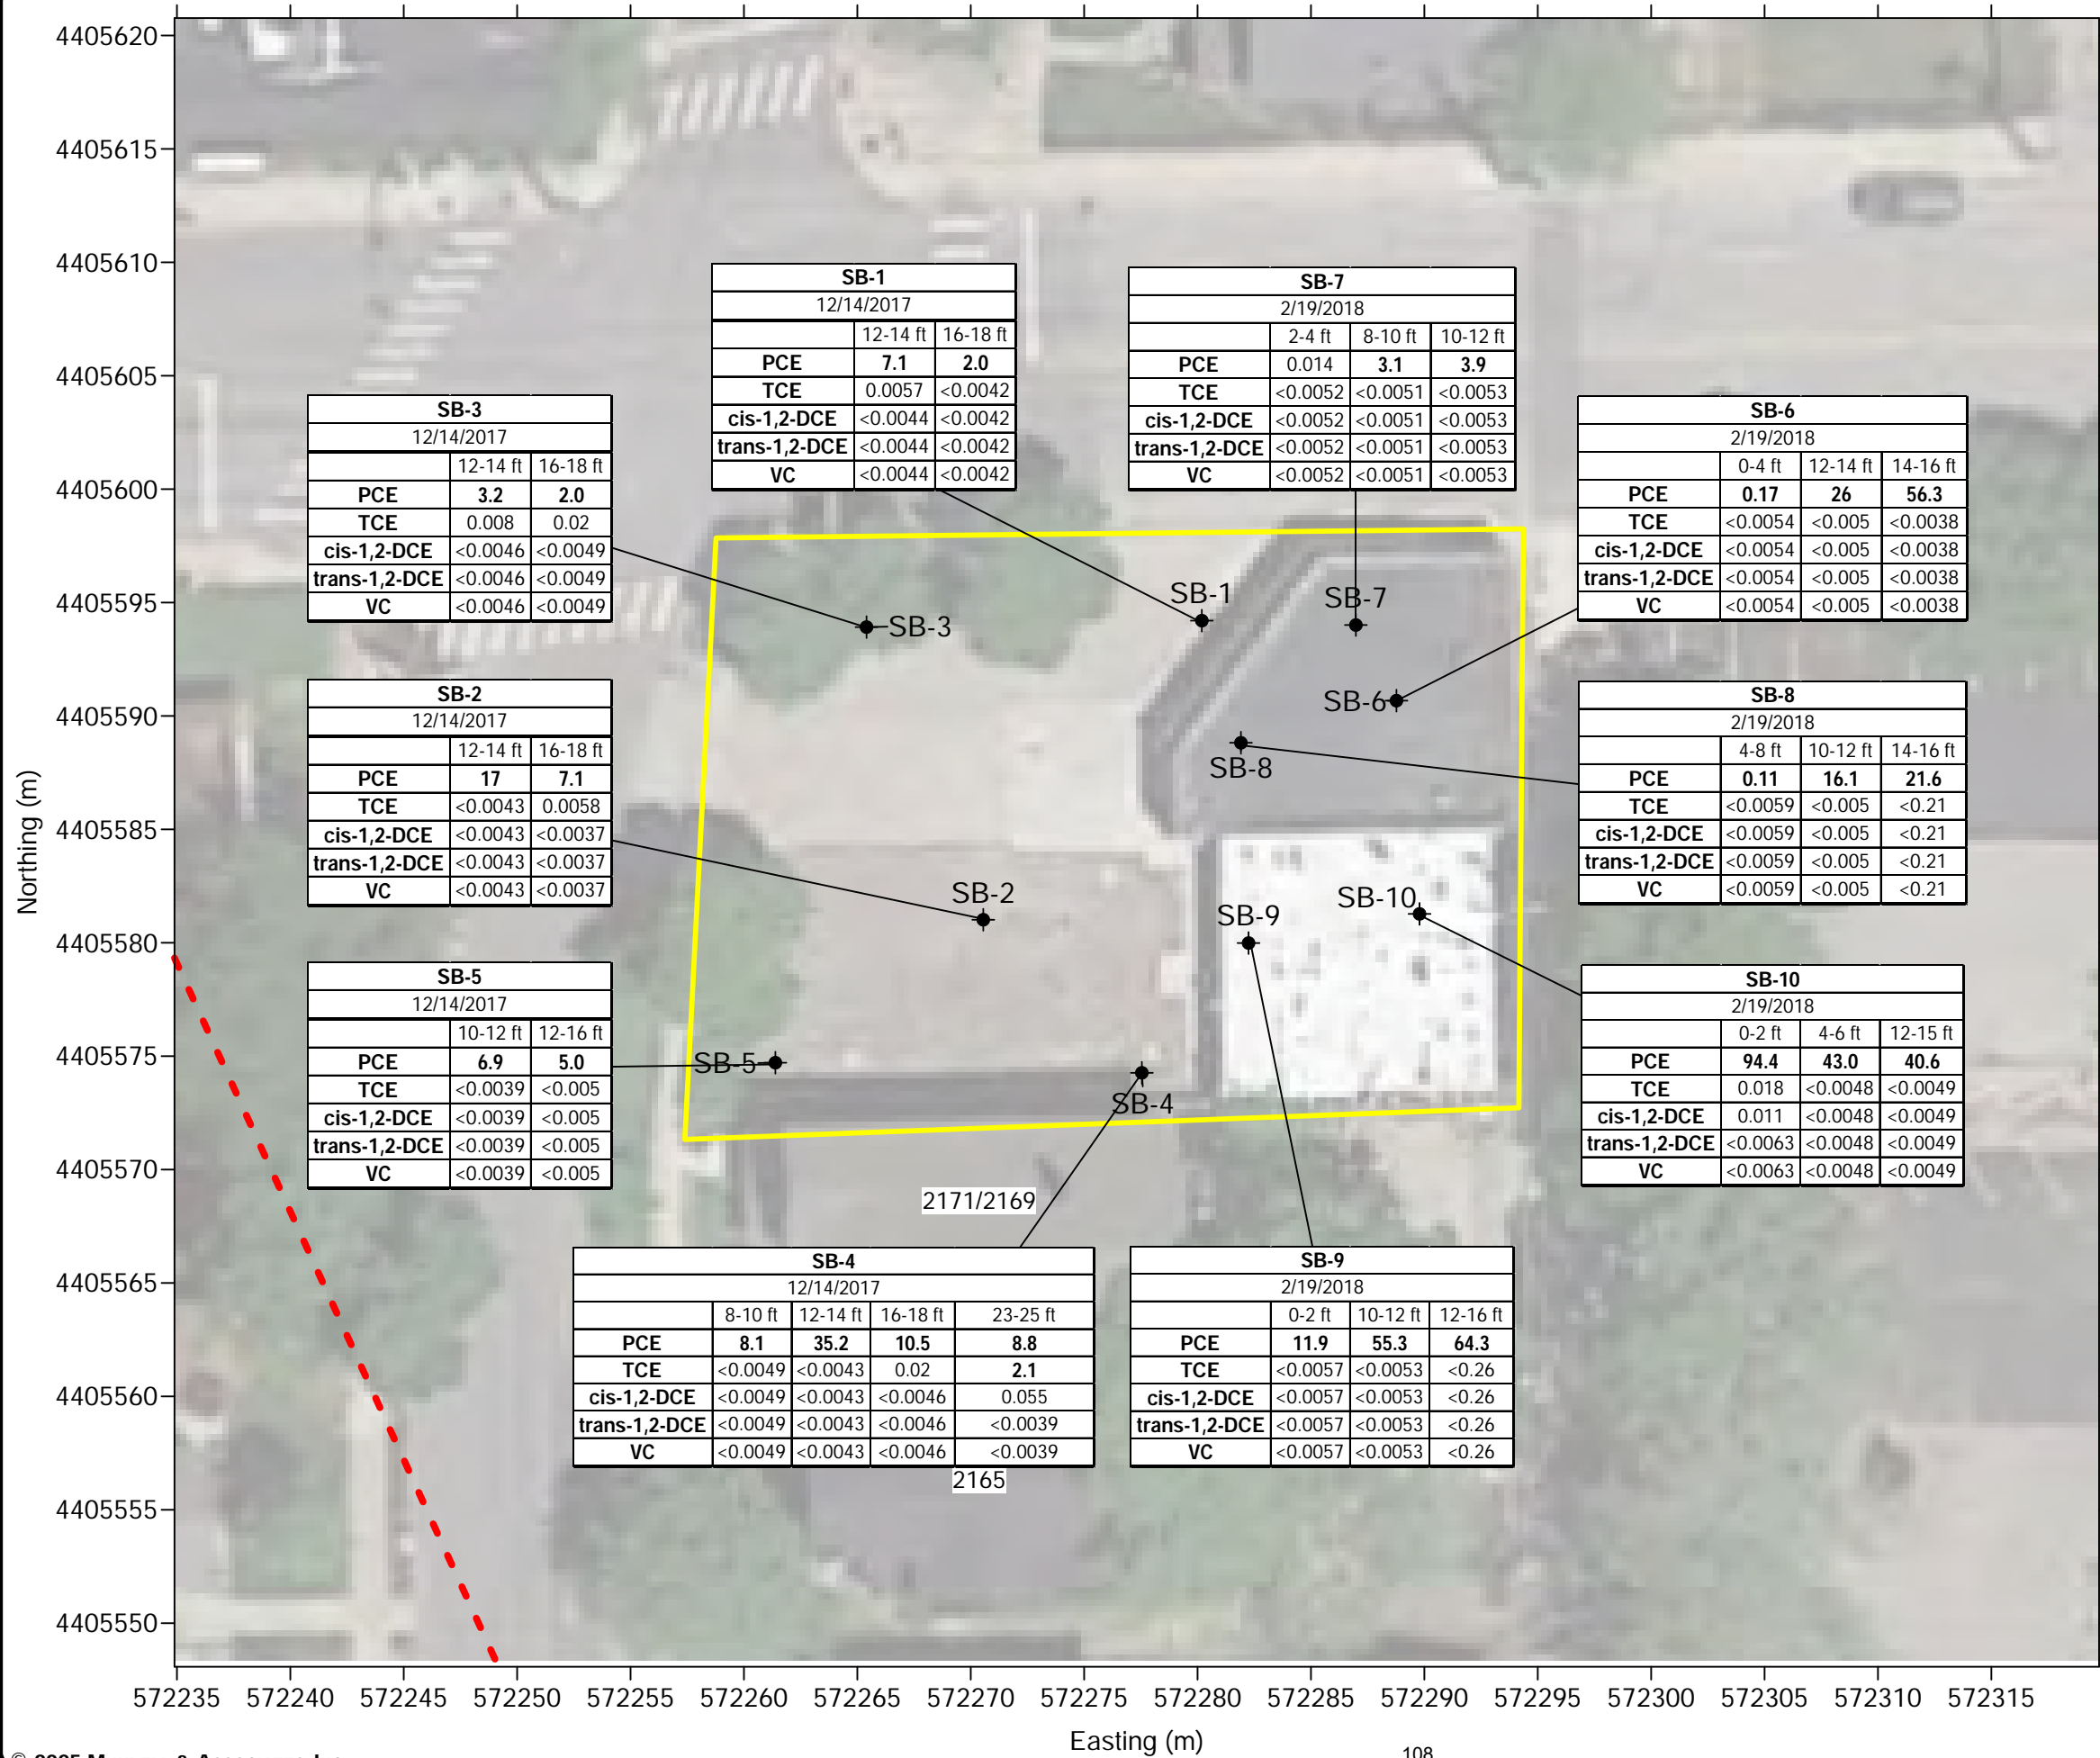 4405620
4405615
4405610
4405605
4405600
4405595
4405590
4405585
4405580
4405575
4405570
4405565
4405560
4405555
4405550
Northing (m)
SB-1
12/14/2017
12-14 ft 16-18 ft
PCE 7.1 2.0
TCE 0.0057 <0.0042
cis-1,2-DCE <0.0044 <0.0042
trans-1,2-DCE <0.0044 <0.0042
VC <0.0044 <0.0042
SB-7
2/19/2018
2-4 ft 8-10 ft 10-12 ft
PCE 0.014 3.1 3.9
TCE <0.0052 <0.0051 <0.0053
cis-1,2-DCE <0.0052 <0.0051 <0.0053
trans-1,2-DCE <0.0052 <0.0051 <0.0053
VC <0.0052 <0.0051 <0.0053
SB-3
12/14/2017
12-14 ft 16-18 ft
PCE 3.2 2.0
TCE 0.008 0.02
cis-1,2-DCE <0.0046 <0.0049
trans-1,2-DCE <0.0046 <0.0049
VC <0.0046 <0.0049
SB-6
2/19/2018
0-4 ft 12-14 ft 14-16 ft
PCE 0.17 26 56.3
TCE <0.0054 <0.005 <0.0038
cis-1,2-DCE <0.0054 <0.005 <0.0038
trans-1,2-DCE <0.0054 <0.005 <0.0038
VC <0.0054 <0.005 <0.0038
SB-1
SB-7
SB-3
SB-6
SB-8
SB-2
12/14/2017
12-14 ft 16-18 ft
PCE 17 7.1
TCE <0.0043 0.0058
cis-1,2-DCE <0.0043 <0.0037
trans-1,2-DCE <0.0043 <0.0037
VC <0.0043 <0.0037
SB-8
2/19/2018
4-8 ft 10-12 ft 14-16 ft
PCE 0.11 16.1 21.6
TCE <0.0059 <0.005 <0.21
cis-1,2-DCE <0.0059 <0.005 <0.21
trans-1,2-DCE <0.0059 <0.005 <0.21
VC <0.0059 <0.005 <0.21
SB-2
SB-10
SB-9
SB-5
12/14/2017
10-12 ft 12-16 ft
PCE 6.9 5.0
TCE <0.0039 <0.005
cis-1,2-DCE <0.0039 <0.005
trans-1,2-DCE <0.0039 <0.005
VC <0.0039 <0.005
SB-10
2/19/2018
0-2 ft 4-6 ft 12-15 ft
PCE 94.4 43.0 40.6
TCE 0.018 <0.0048 <0.0049
cis-1,2-DCE 0.011 <0.0048 <0.0049
trans-1,2-DCE <0.0063 <0.0048 <0.0049
VC <0.0063 <0.0048 <0.0049
SB-5
SB-4
2171/2169
SB-4
12/14/2017
8-10 ft 12-14 ft 16-18 ft 23-25 ft
PCE 8.1 35.2 10.5 8.8
TCE <0.0049 <0.0043 0.02 2.1
cis-1,2-DCE <0.0049 <0.0043 <0.0046 0.055
trans-1,2-DCE <0.0049 <0.0043 <0.0046 <0.0039
VC <0.0049 <0.0043 <0.0046 <0.0039
SB-9
2/19/2018
0-2 ft 10-12 ft 12-16 ft
PCE 11.9 55.3 64.3
TCE <0.0057 <0.0053 <0.26
cis-1,2-DCE <0.0057 <0.0053 <0.26
trans-1,2-DCE <0.0057 <0.0053 <0.26
VC <0.0057 <0.0053 <0.26
2165
572235 572240 572245 572250 572255 572260 572265 572270 572275 572280 572285 572290 572295 572300 572305 572310 572315
Easting (m)
108